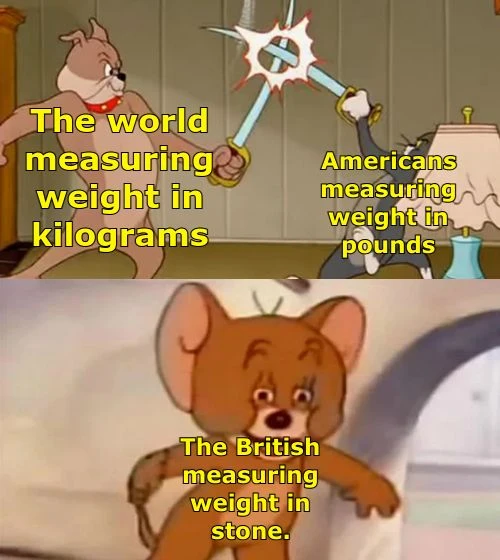 The world
measuring
weight in
kilograms
Americans
measuring
weight in
pounds
The British
measuring
weight in
stone.